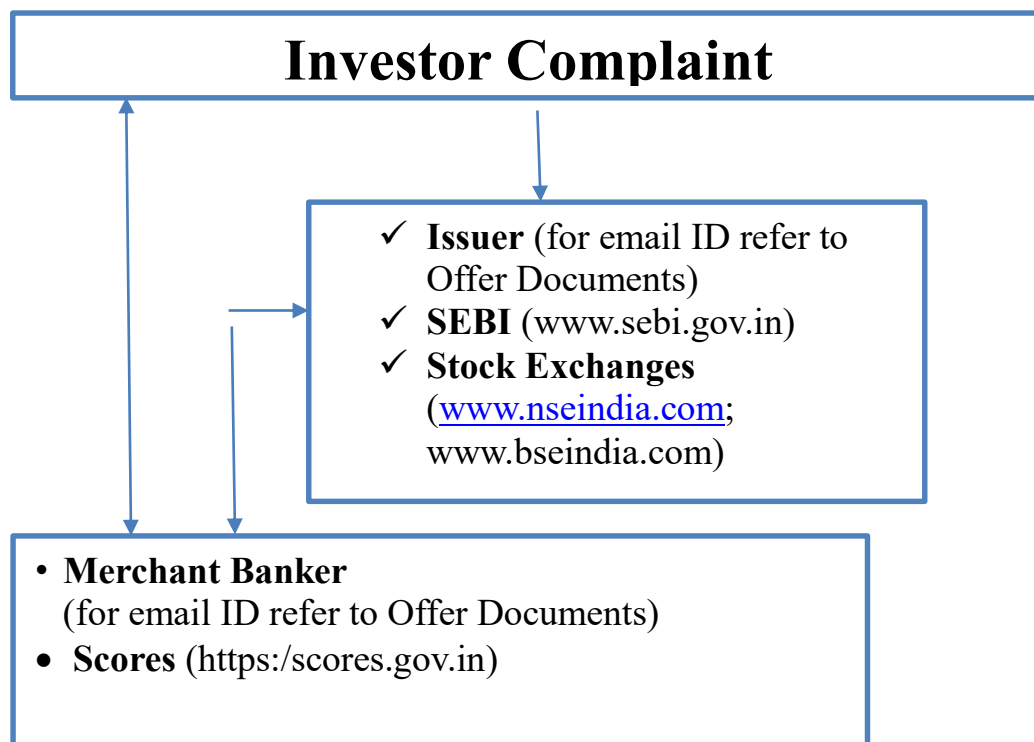 Investor Complaint
✓ Issuer (for email ID refer to
Offer Documents)
✓ SEBI (www.sebi.gov.in)
✓ Stock Exchanges
(www.nseindia.com;
www.bseindia.com)
• Merchant Banker
(for email ID refer to Offer Documents)
• Scores (https:/scores.gov.in)